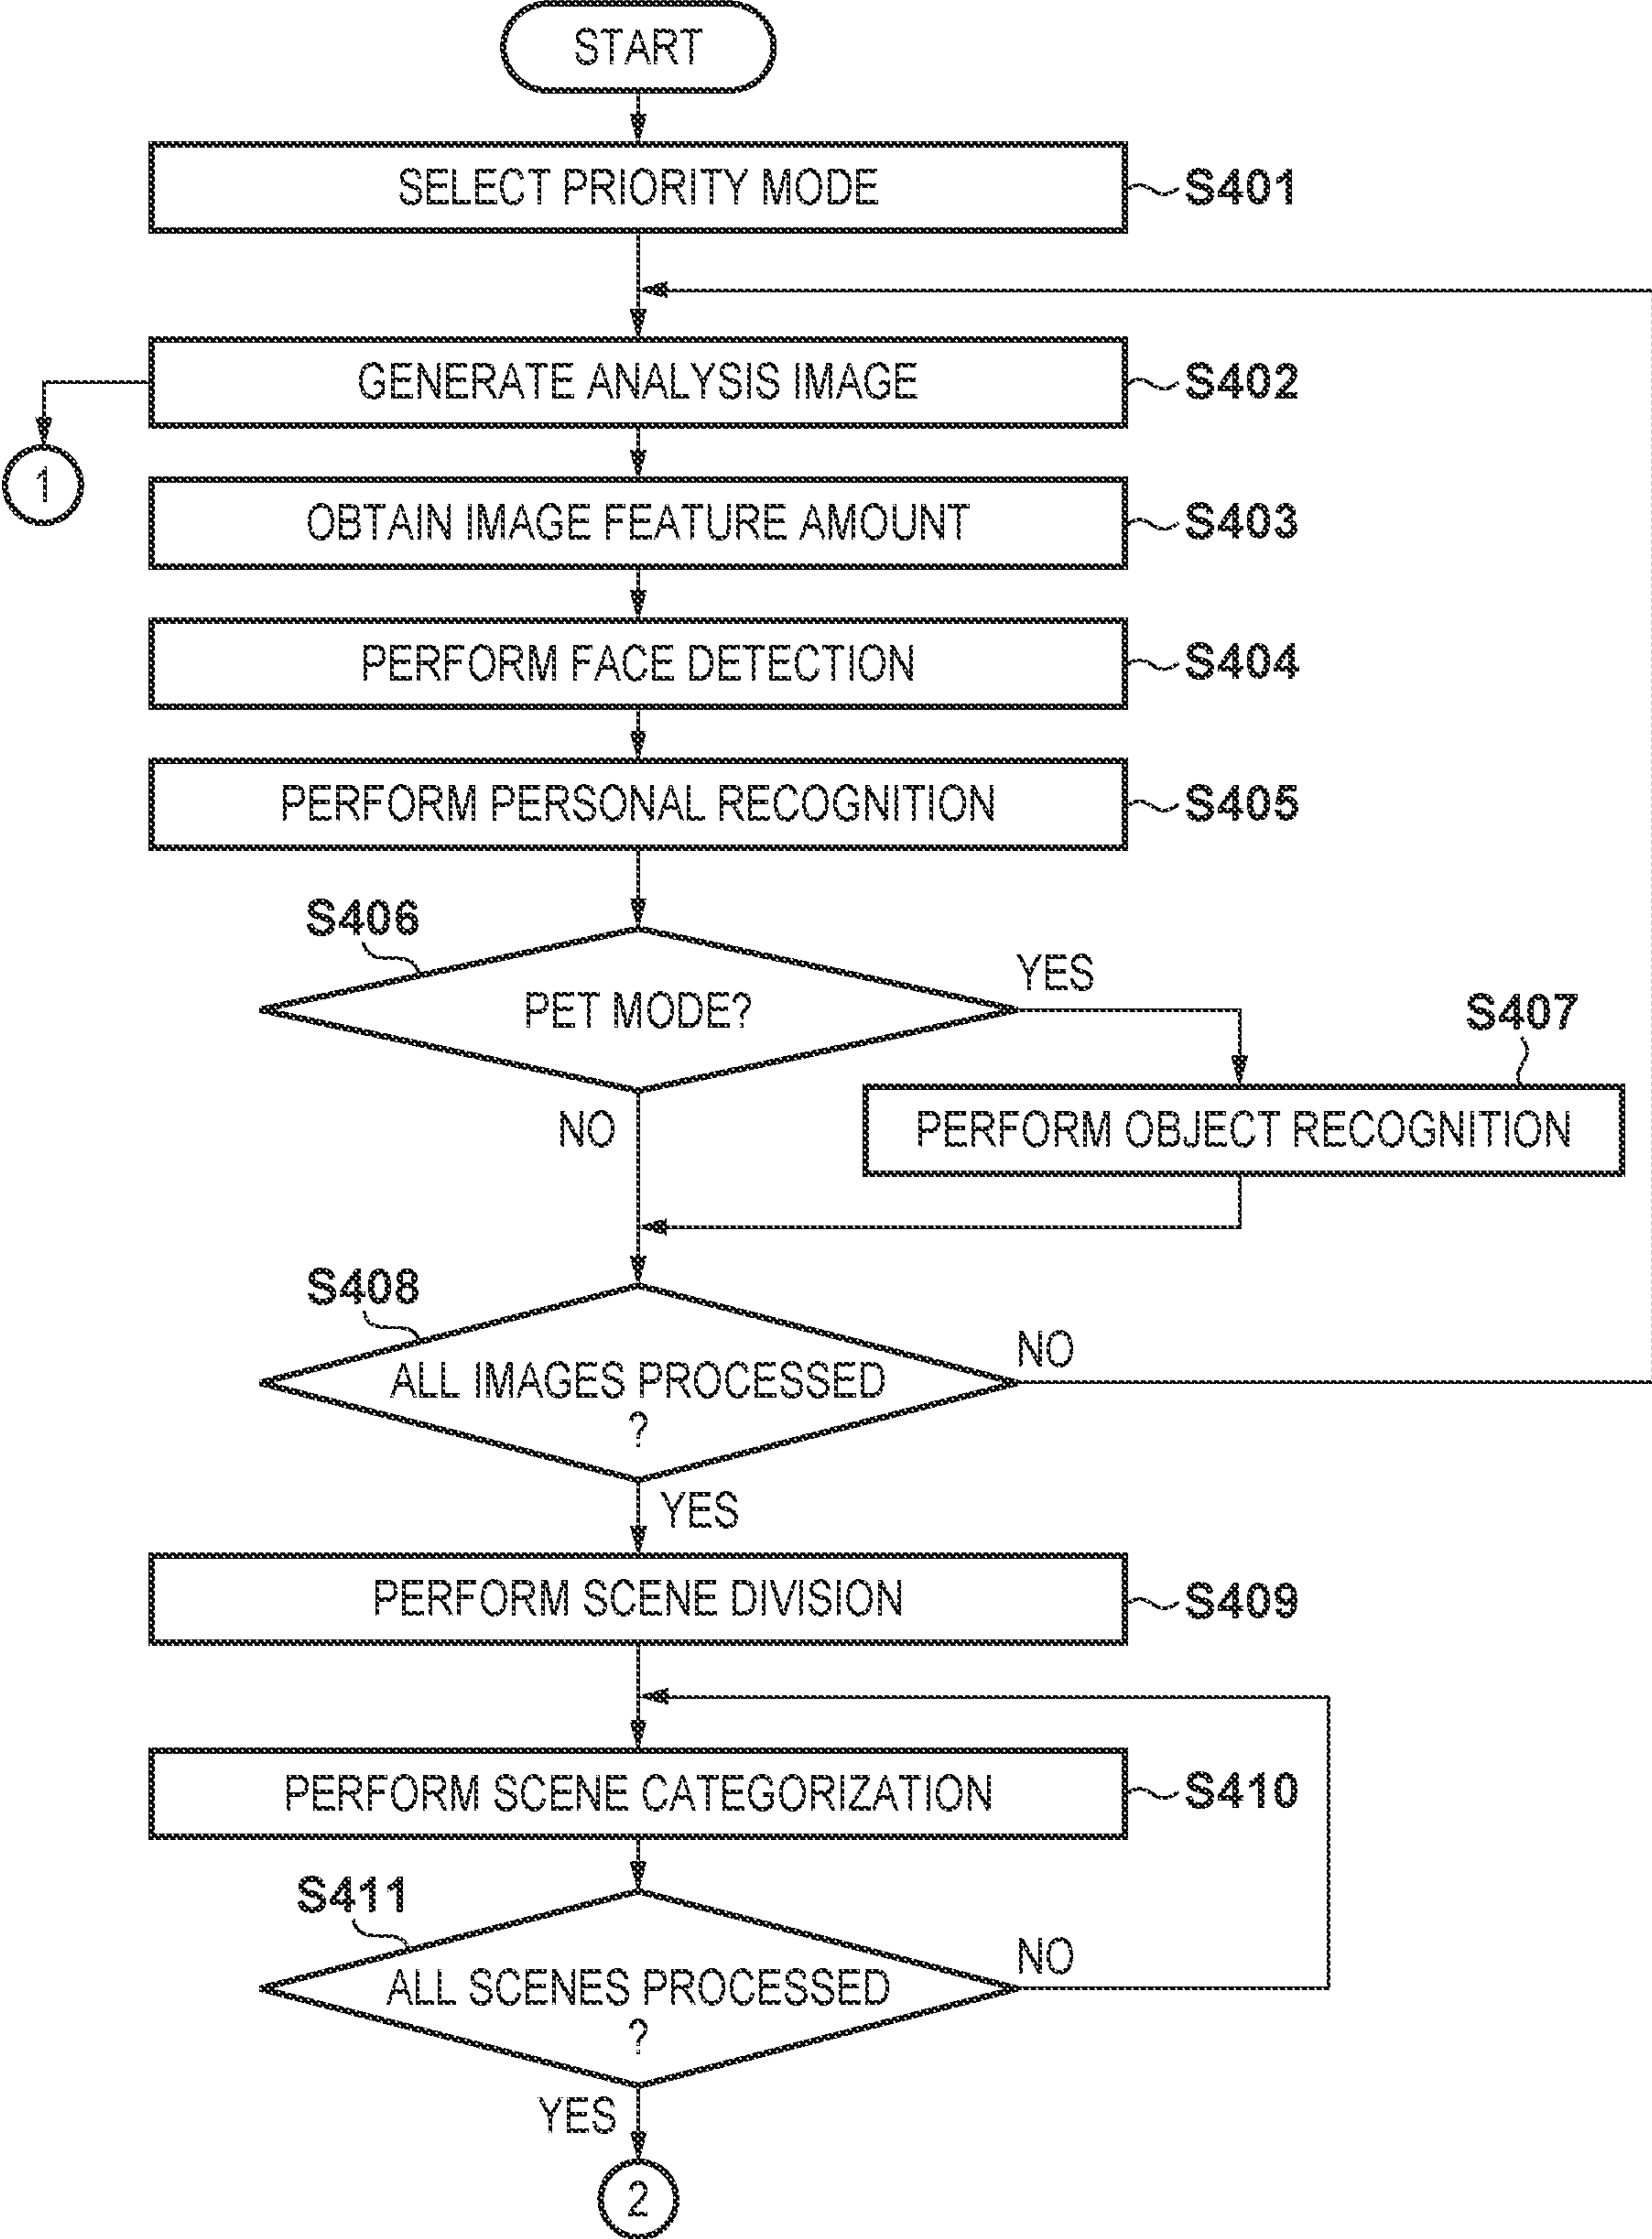 START
SELECT PRIORITY MODE
S401
GENERATE ANALYSIS IMAGE
S402
1
OBTAIN IMAGE FEATURE AMOUNT
S403
PERFORM FACE DETECTION
S404
PERFORM PERSONAL RECOGNITION
S405
S406
PET MODE?
YES
NO
S407
PERFORM OBJECT RECOGNITION
S408
ALL IMAGES PROCESSED
?
NO
YES
PERFORM SCENE DIVISION
S409
PERFORM SCENE CATEGORIZATION
S410
S411
ALL SCENES PROCESSED
?
NO
YES
2